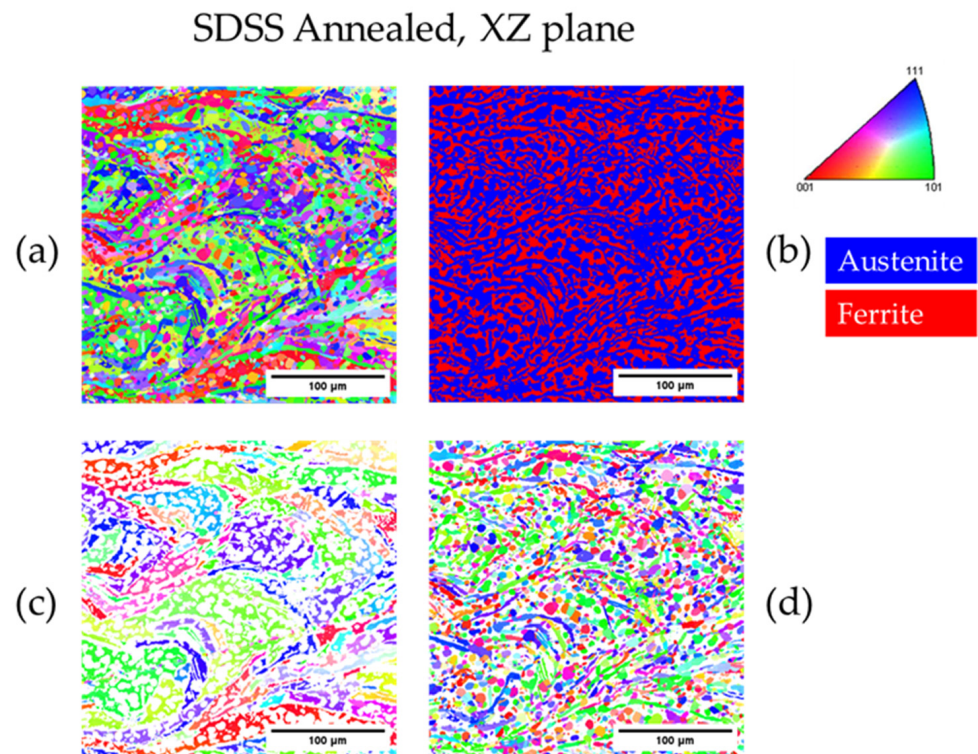 SDSS Annealed, XZ plane
111
001
101
(a)
100 µm
100 µm
(b)
Austenite
Ferrite
(c)
100 µm
100 µm
(d)